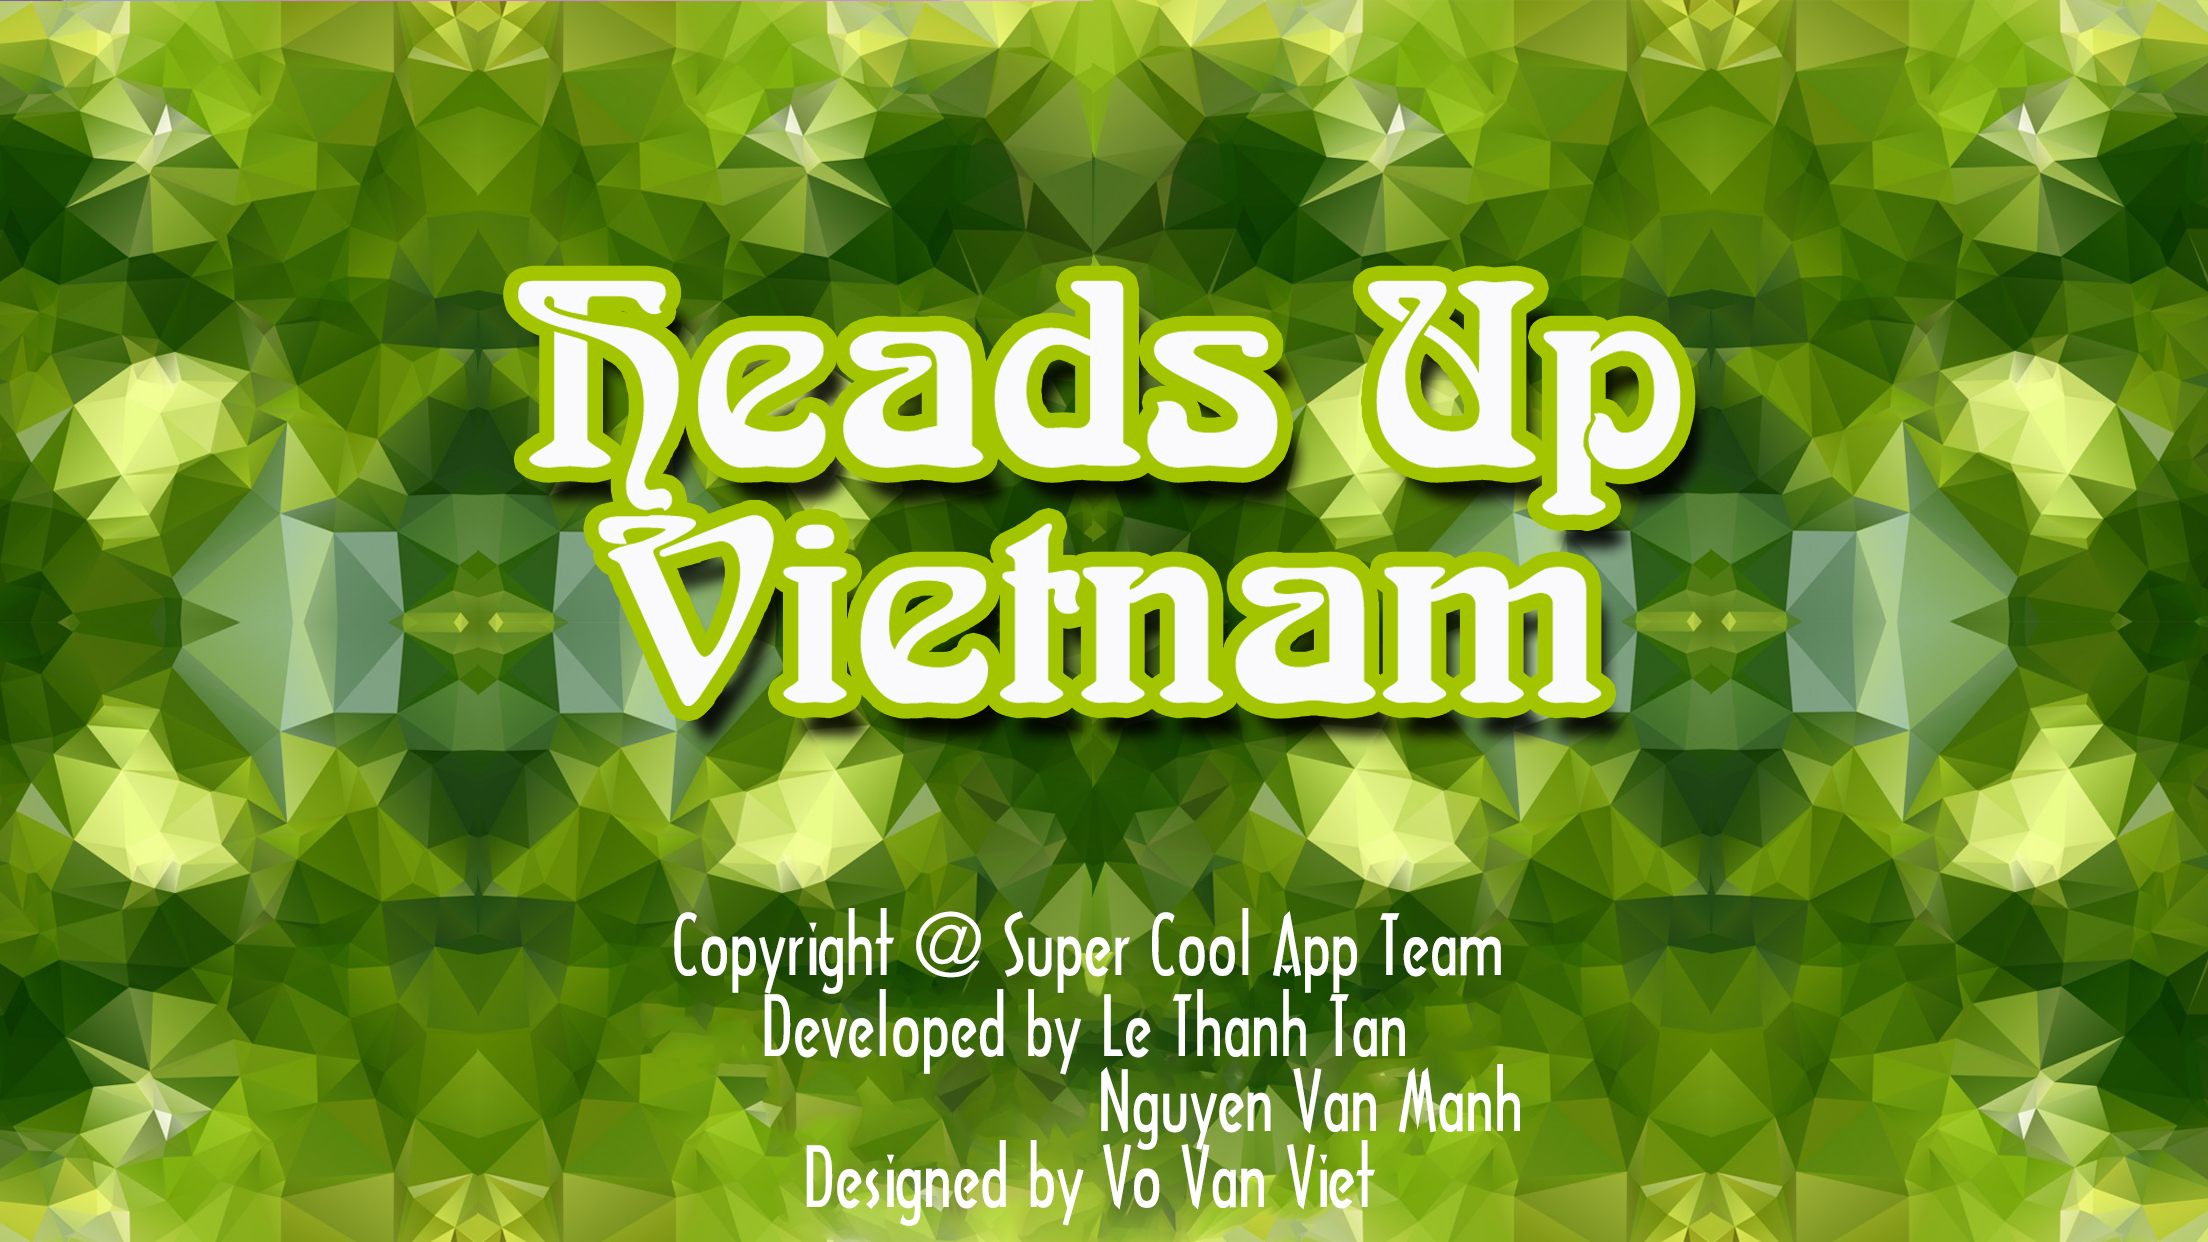 Heads Up
Vietnam
Copyright @ Super Cool App Team
Developed by Le Thanh Tan
Nguyen Van Manh
Designed by Vo Van Viet